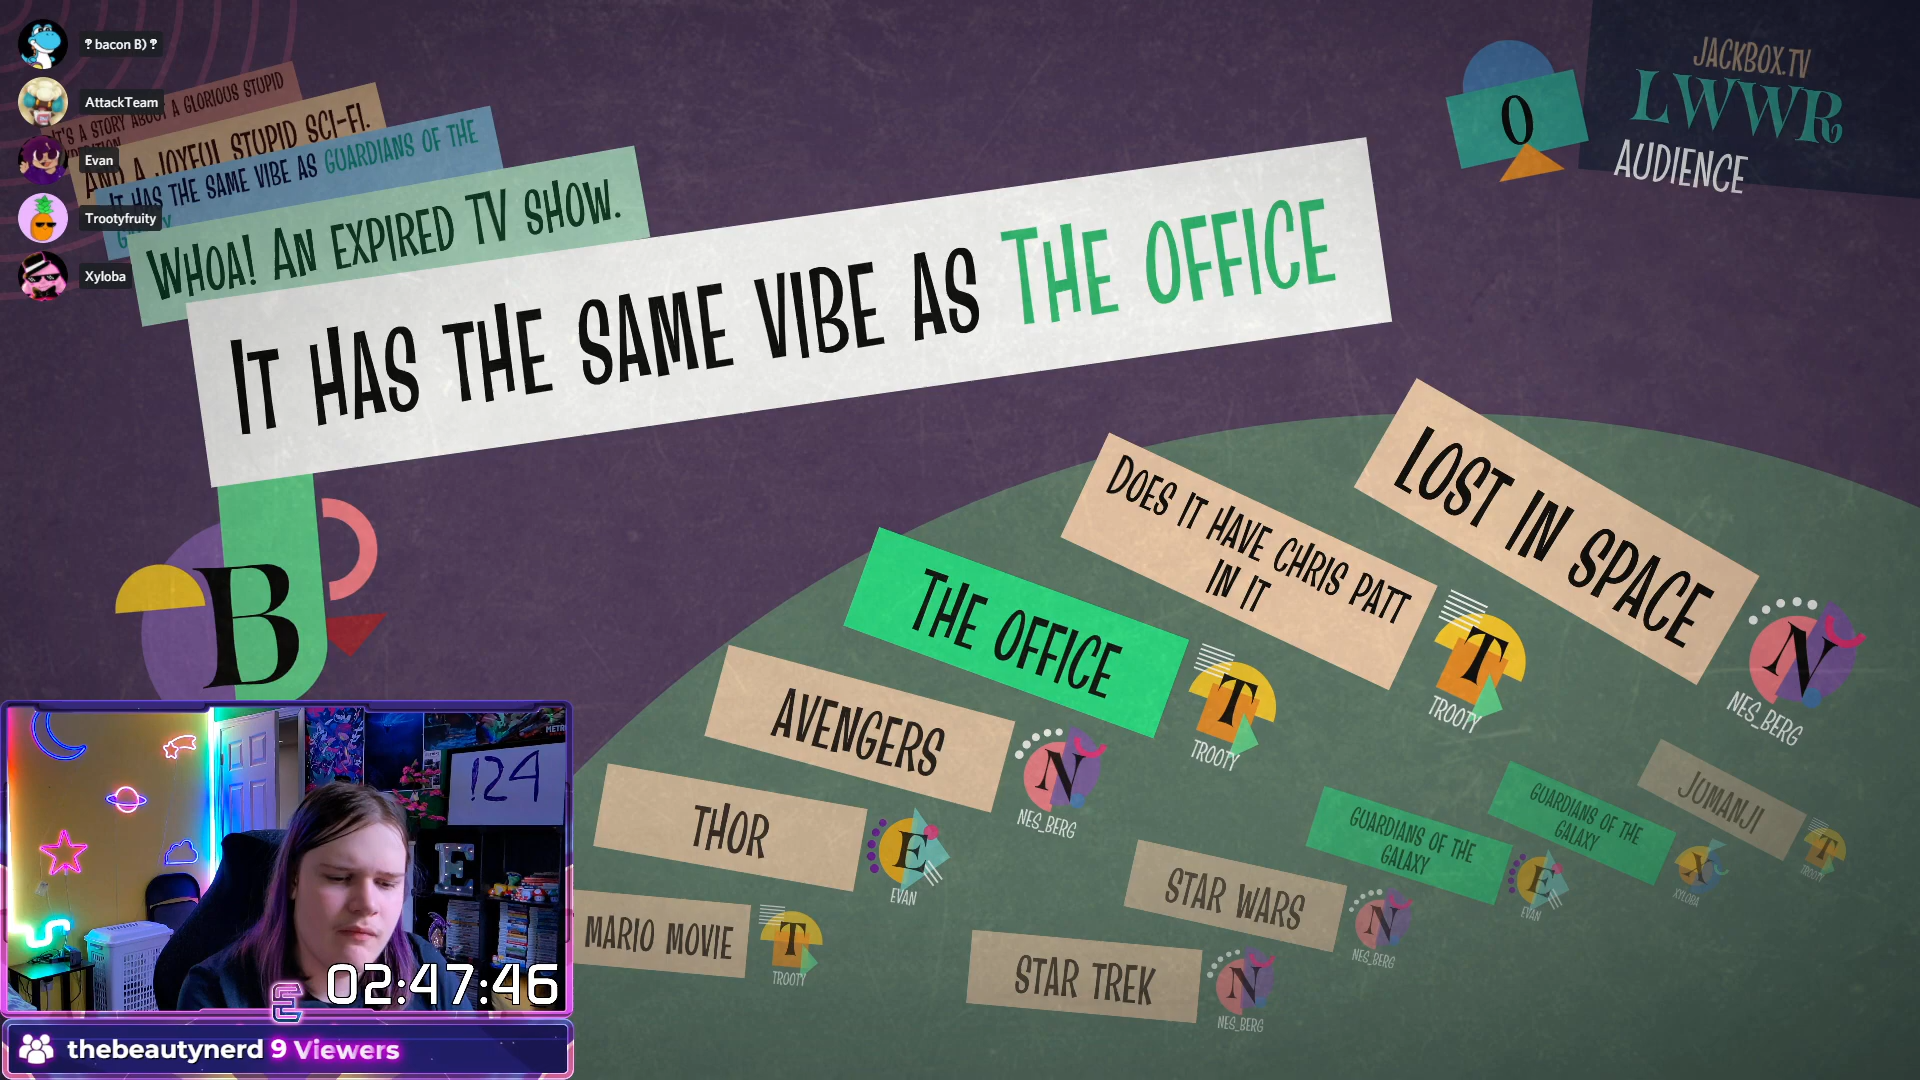 ? bacon B) ?
AttackTeam
Evan
Trootyfruity
Xyloba
IT'S A STORY ABOUT A GLORIOUS STUPID
AND A JOYFUL STUPID SCI-FI.
IT HAS THE SAME VIBE AS GUARDIANS OF THE
WHOA! AN EXPIRED TV SHOW.
IT HAS THE SAME VIBE AS THE OFFICE
B
0
JACKBOX.TV
LWWR
AUDIENCE
LOST IN SPACE
N
NES_BERG
DOES IT HAVE CHRIS PATT
IN IT
T
TROOTY
THE OFFICE
T
TROOTY
AVENGERS
N
NES_BERG
THOR
E
EVAN
MARIO MOVIE
T
TROOTY
JUMANJI
T
TROOTY
GUARDIANS OF THE
GALAXY
X
XYLOBA
GUARDIANS OF THE
GALAXY
E
EVAN
STAR WARS
N
NES_BERG
STAR TREK
N
NES_BERG
!24
E
02:47:46
E
thebeautynerd 9 Viewers